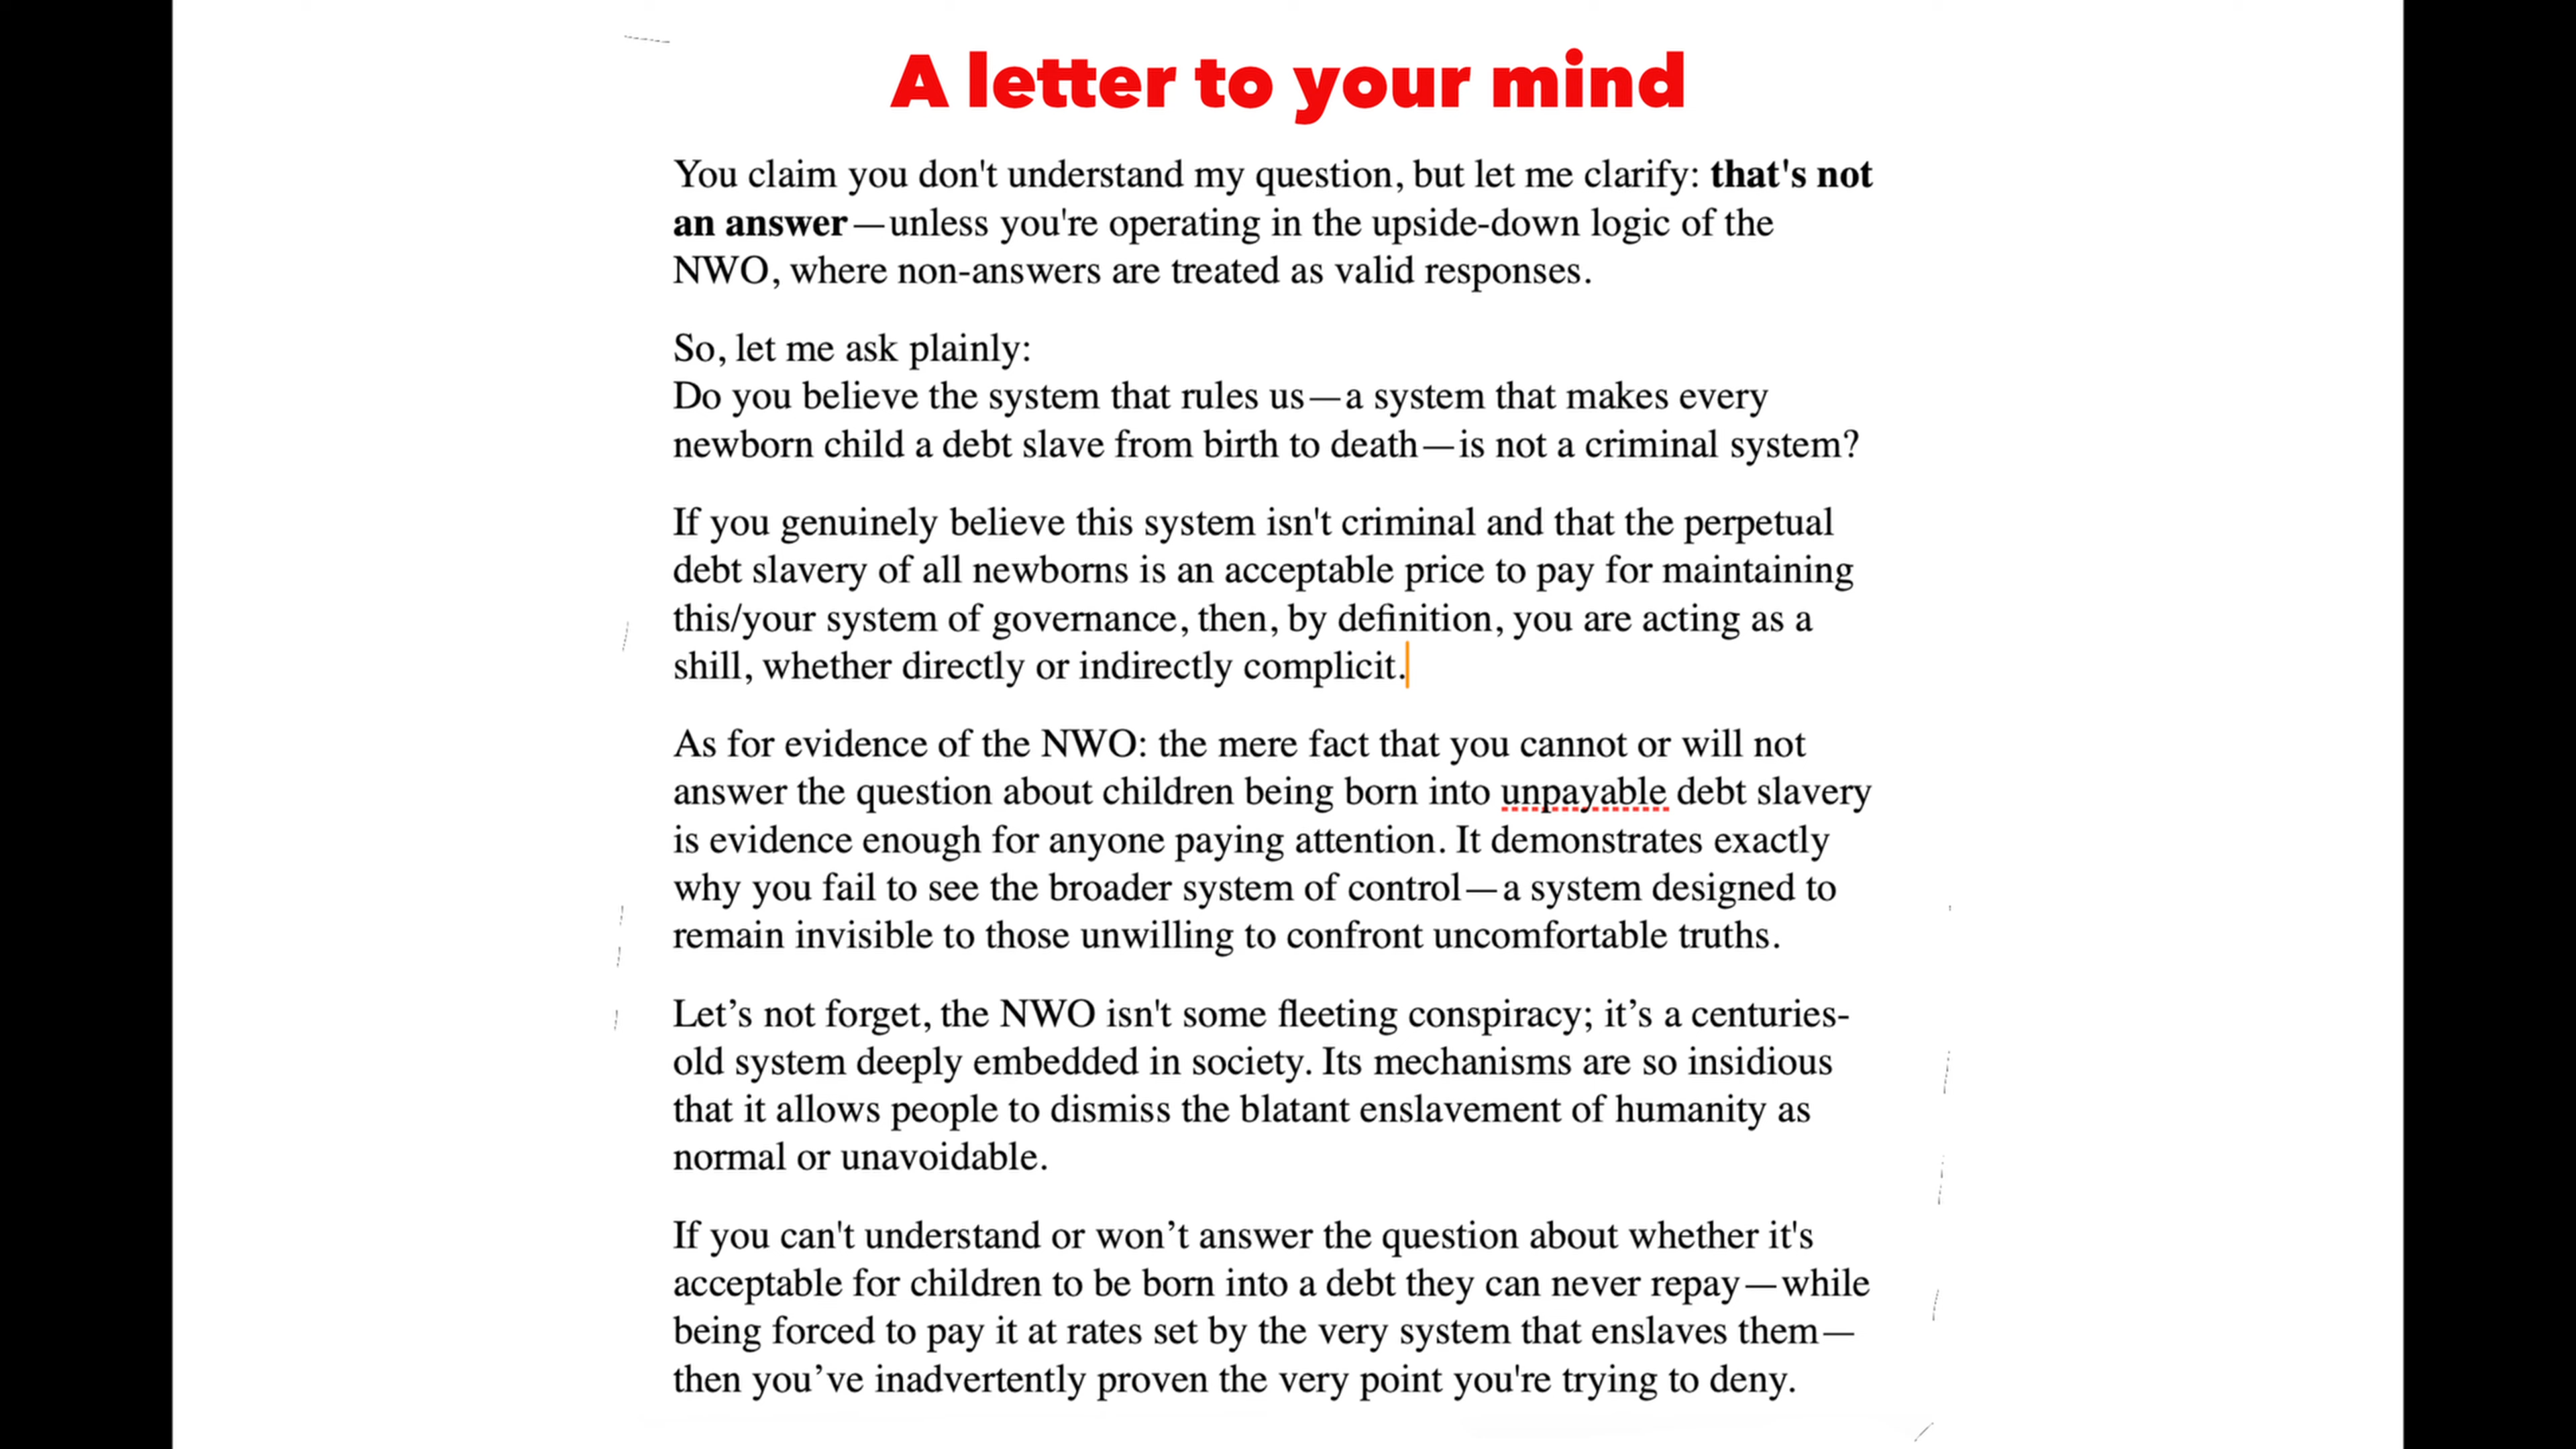 A letter to your mind
You claim you don't understand my question, but let me clarify: that's not
an answer—unless you're operating in the upside-down logic of the
NWO, where non-answers are treated as valid responses.
So, let me ask plainly:
Do you believe the system that rules us—a system that makes every
newborn child a debt slave from birth to death—is not a criminal system?
If you genuinely believe this system isn't criminal and that the perpetual
debt slavery of all newborns is an acceptable price to pay for maintaining
this/your system of governance, then, by definition, you are acting as a
shill, whether directly or indirectly complicit.
As for evidence of the NWO: the mere fact that you cannot or will not
answer the question about children being born into unpayable debt slavery
is evidence enough for anyone paying attention. It demonstrates exactly
why you fail to see the broader system of control—a system designed to
remain invisible to those unwilling to confront uncomfortable truths.
Let’s not forget, the NWO isn't some fleeting conspiracy; it’s a centuries-
old system deeply embedded in society. Its mechanisms are so insidious
that it allows people to dismiss the blatant enslavement of humanity as
normal or unavoidable.
If you can't understand or won’t answer the question about whether it's
acceptable for children to be born into a debt they can never repay—while
being forced to pay it at rates set by the very system that enslaves them—
then you’ve inadvertently proven the very point you're trying to deny.